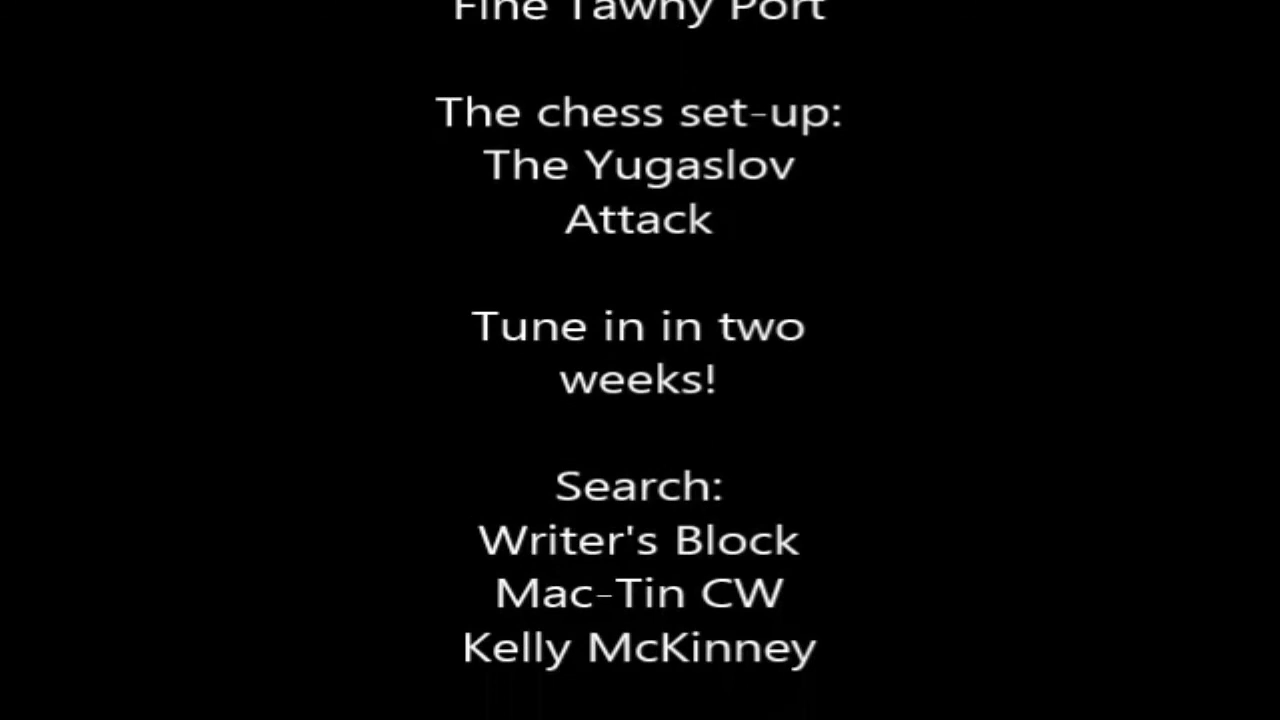 Fine Tawny Port
The chess set-up:
The Yugaslov
Attack
Tune in in two
weeks!
Search:
Writer's Block
Mac-Tin CW
Kelly McKinney